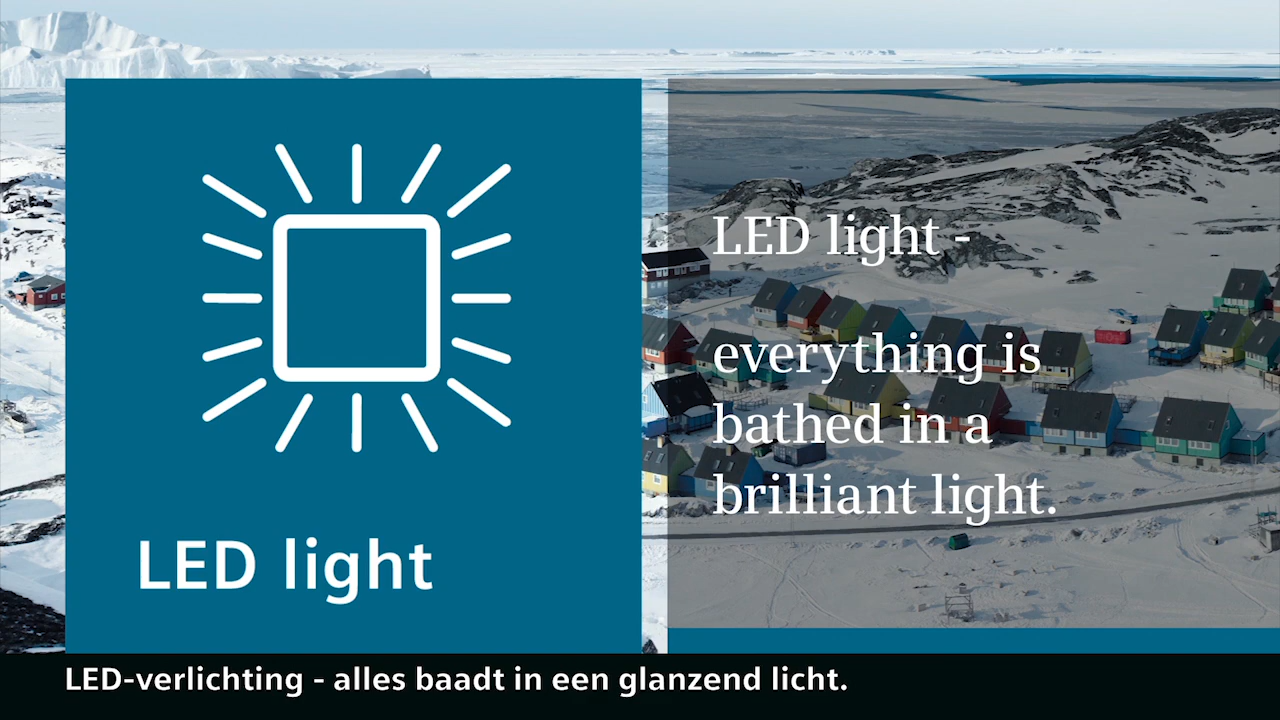 LED light
LED light -
everything is
bathed in a
brilliant light.
LED-verlichting - alles baadt in een glanzend licht.